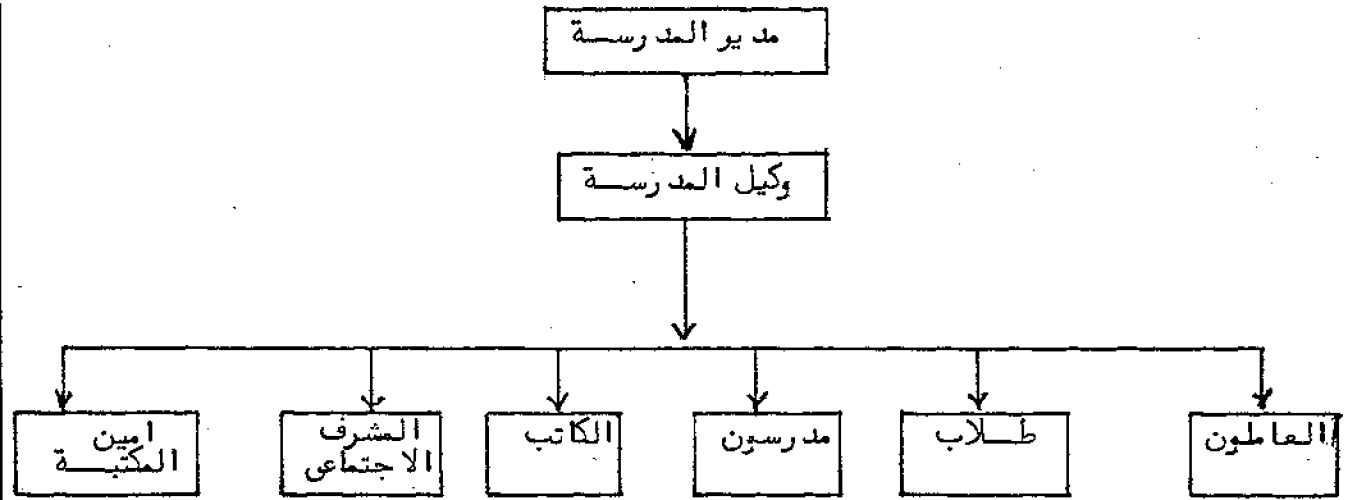 مدير المدرسة
وكيل المدرسة
العاملون
طلاب
مدرسون
الكاتب
المشرف
الاجتماعى
امين
المكتبة